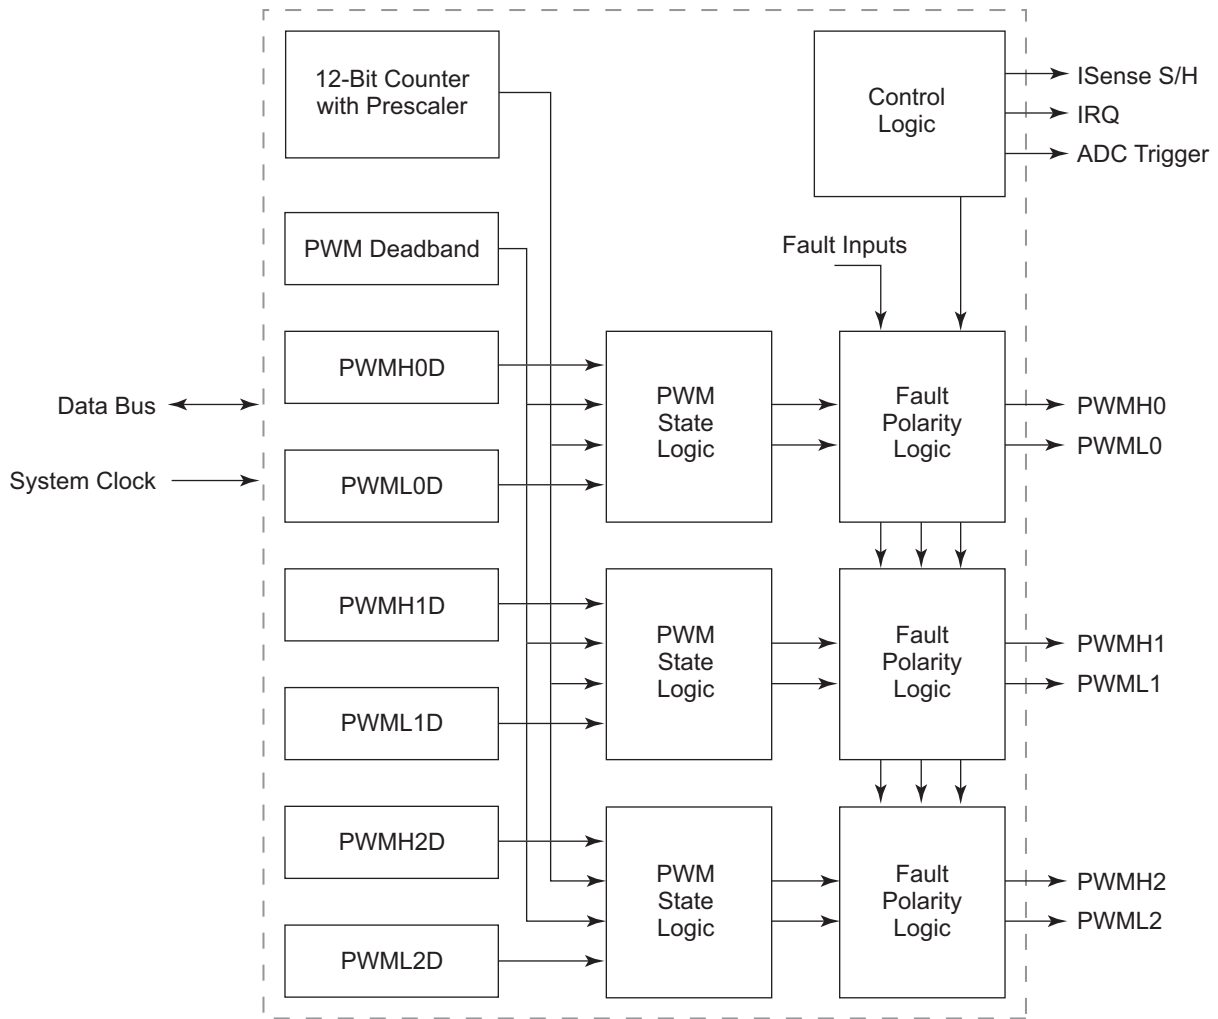 12-Bit Counter
with Prescaler
Control
Logic
ISense S/H
IRQ
ADC Trigger
PWM Deadband
Fault Inputs
PWMH0D
Data Bus
System Clock
PWML0D
PWM
State
Logic
Fault
Polarity
Logic
PWMH0
PWML0
PWMH1D
PWML1D
PWM
State
Logic
Fault
Polarity
Logic
PWMH1
PWML1
PWMH2D
PWML2D
PWM
State
Logic
Fault
Polarity
Logic
PWMH2
PWML2